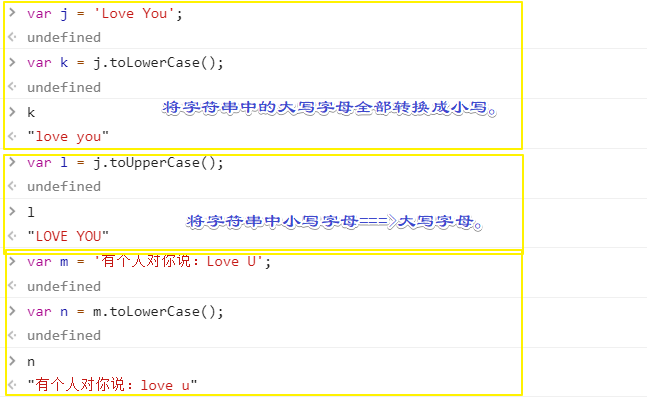 var j = 'Love You';
undefined
var k = j.toLowerCase();
undefined
k
将字符串中的大写字母全部转换成小写。
"love you"
var l = j.toUpperCase();
undefined
l
将字符串中小写字母===>大写字母。
"LOVE YOU"
var m = '有个人对你说：Love U';
undefined
var n = m.toLowerCase();
undefined
n
"有个人对你说：love u"